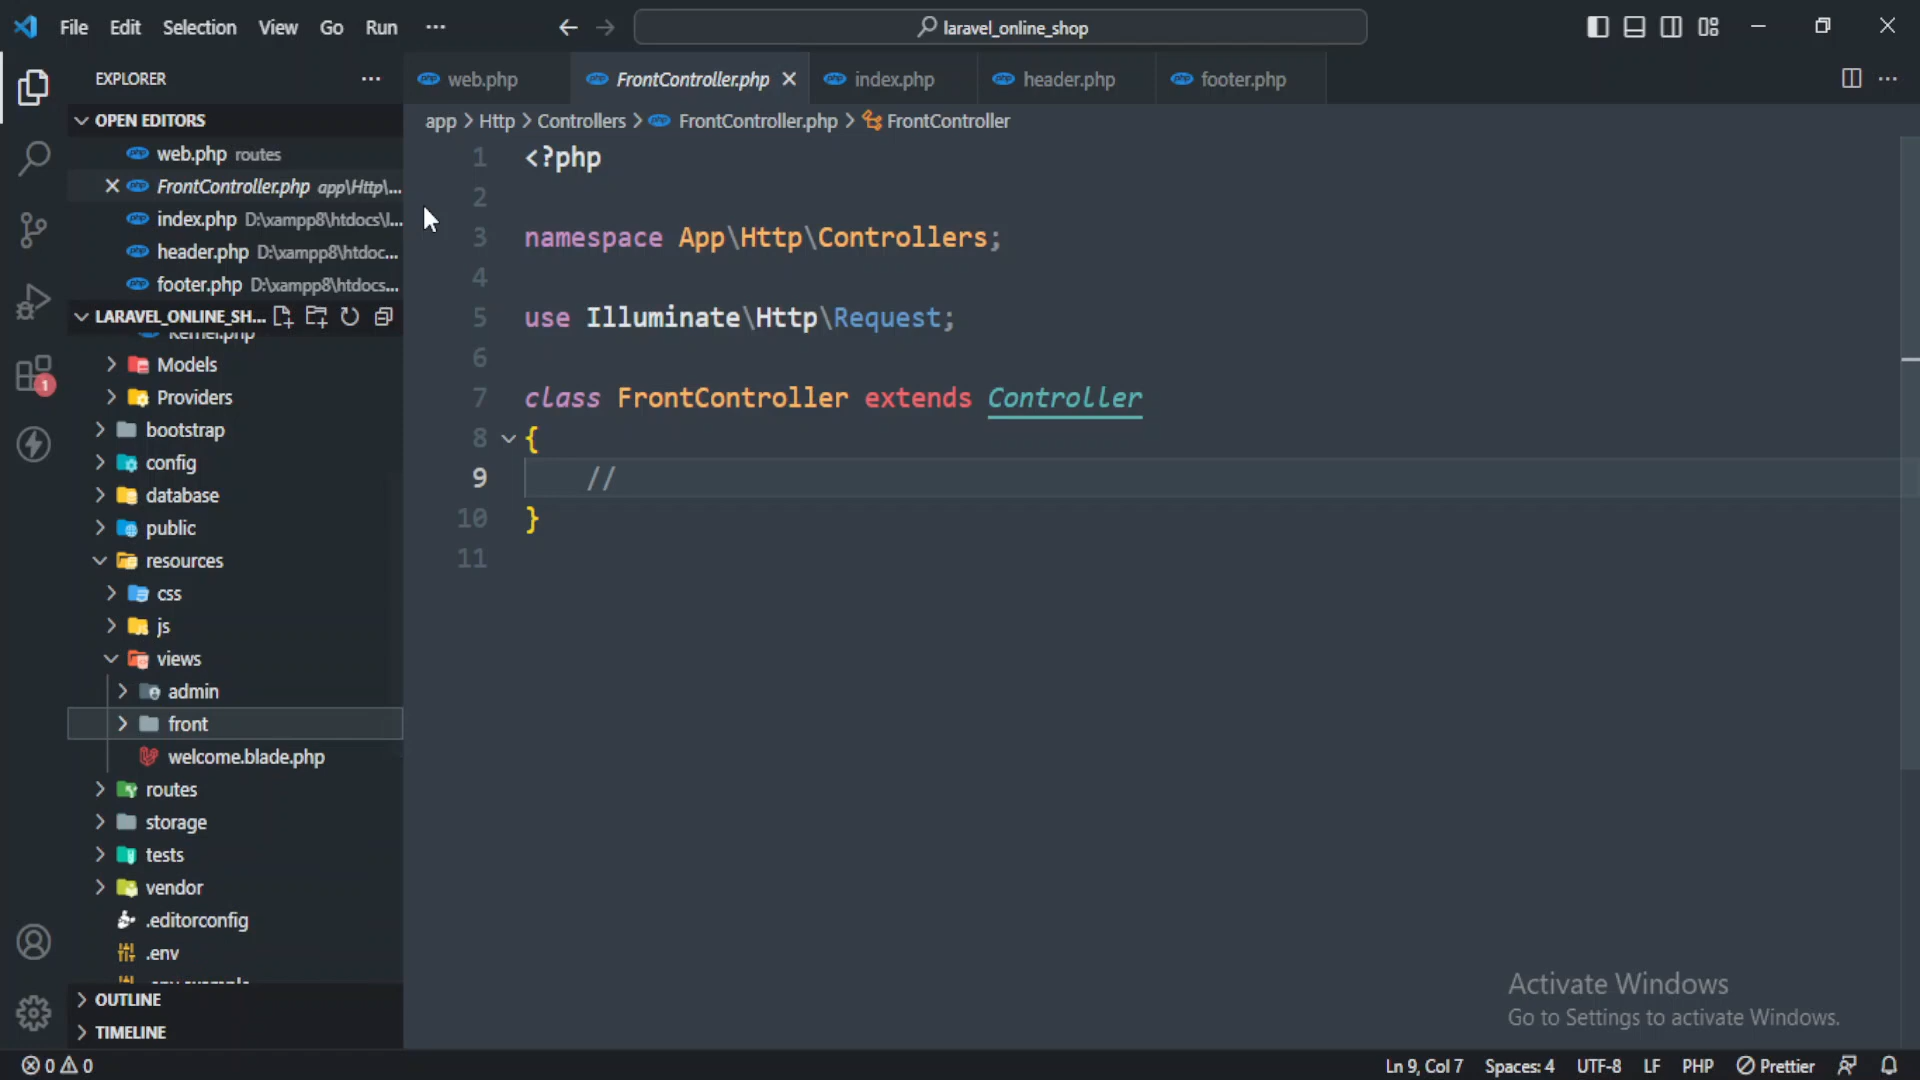 File Edit Selection View Go Run ···
laravel_online_shop
EXPLORER
OPEN EDITORS
web.php routes
FrontController.php app\Http\...
index.php D:\xampp8\htdocs\l...
header.php D:\xampp8\htdoc...
footer.php D:\xampp8\htdocs...
LARAVEL_ONLINE_SH...
Kernel.php
Models
Providers
bootstrap
config
database
public
resources
css
js
views
admin
front
welcome.blade.php
routes
storage
tests
vendor
.editorconfig
.env
.env.example
OUTLINE
TIMELINE
1
web.php FrontController.php index.php header.php footer.php
app > Http > Controllers > FrontController.php > FrontController
1 <?php
2
3 namespace App\Http\Controllers;
4
5 use Illuminate\Http\Request;
6
7 class FrontController extends Controller
8 {
9 //
10 }
11
Activate Windows
Go to Settings to activate Windows.
0 0
Ln 9, Col 7 Spaces: 4 UTF-8 LF PHP Prettier